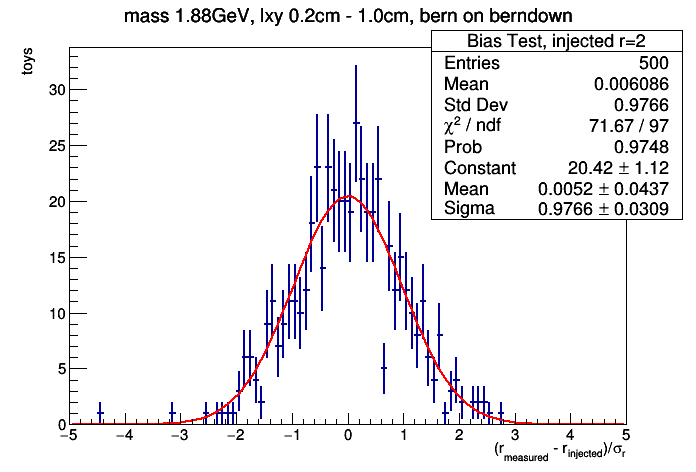 mass 1.88GeV, lxy 0.2cm - 1.0cm, bern on berndown
toys
Bias Test, injected r=2
Entries 500
Mean 0.006086
Std Dev 0.9766
χ² / ndf 71.67 / 97
Prob 0.9748
Constant 20.42 ± 1.12
Mean 0.0052 ± 0.0437
Sigma 0.9766 ± 0.0309
30
25
20
15
10
5
0
−5 −4 −3 −2 −1 0 1 2 3 4 5
(r_measured - r_injected)/σ_r